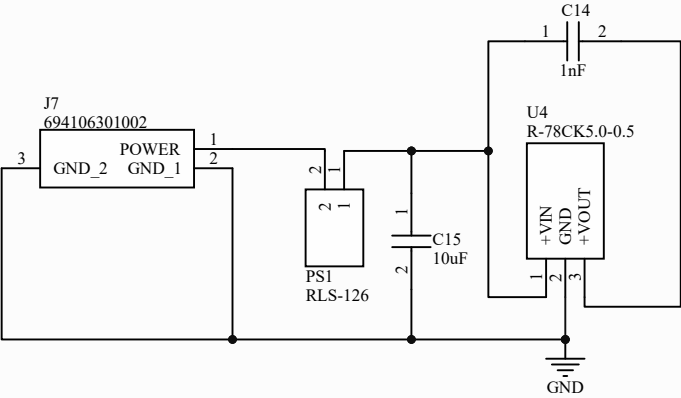 C14
1
2
1nF
J7
694106301002
U4
R-78CK5.0-0.5
POWER
1
3
GND_2
GND_1
2
2
1
2
1
1
+VIN
GND
+VOUT
C15
10uF
2
1
2
3
PS1
RLS-126
GND